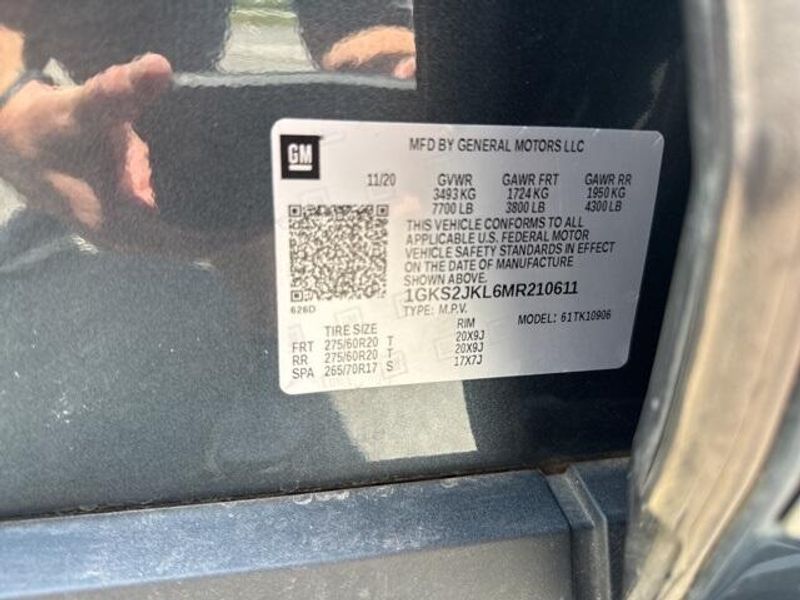 GM
MFD BY GENERAL MOTORS LLC
11/20 GVWR GAWR FRT GAWR RR
3493 KG 1724 KG 1950 KG
7700 LB 3800 LB 4300 LB
THIS VEHICLE CONFORMS TO ALL
APPLICABLE U.S. FEDERAL MOTOR
VEHICLE SAFETY STANDARDS IN EFFECT
ON THE DATE OF MANUFACTURE
SHOWN ABOVE.
1GKS2JKL6MR210611
626D
TYPE: M.P.V. MODEL: 61TK10906
TIRE SIZE RIM
FRT 275/60R20 T 20X9J
RR 275/60R20 T 20X9J
SPA 265/70R17 S 17X7J